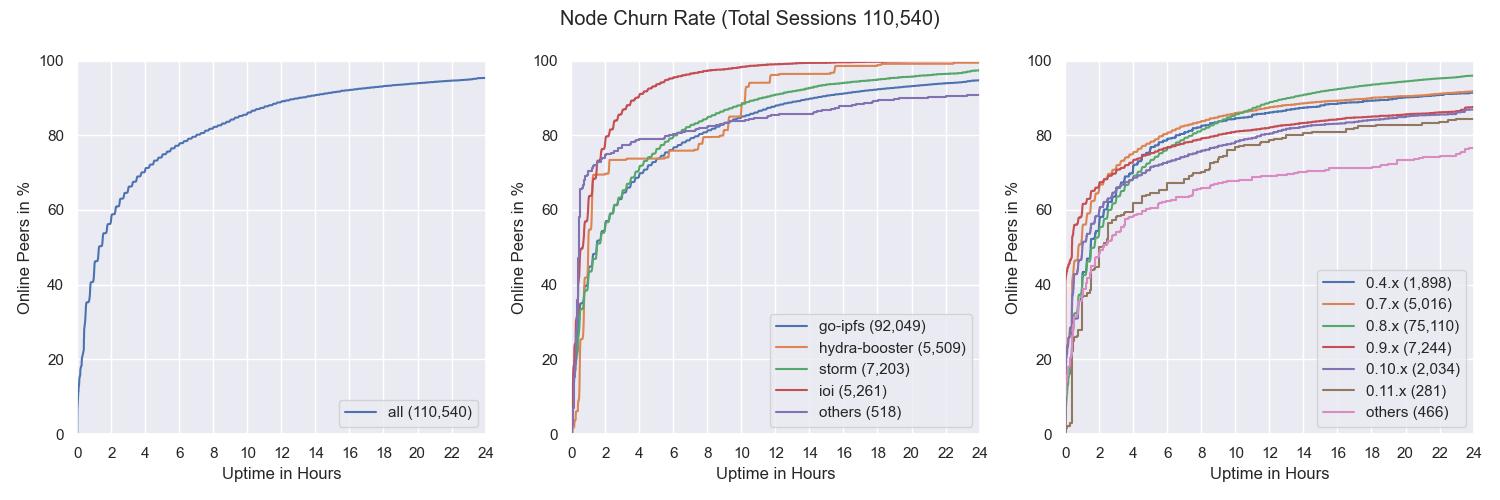 Node Churn Rate (Total Sessions 110,540)
Online Peers in %
100
80
60
40
20
0
all (110,540)
0 2 4 6 8 10 12 14 16 18 20 22 24
Uptime in Hours
Online Peers in %
100
80
60
40
20
0
go-ipfs (92,049)
hydra-booster (5,509)
storm (7,203)
ioi (5,261)
others (518)
0 2 4 6 8 10 12 14 16 18 20 22 24
Uptime in Hours
Online Peers in %
100
80
60
40
20
0
0.4.x (1,898)
0.7.x (5,016)
0.8.x (75,110)
0.9.x (7,244)
0.10.x (2,034)
0.11.x (281)
others (466)
0 2 4 6 8 10 12 14 16 18 20 22 24
Uptime in Hours